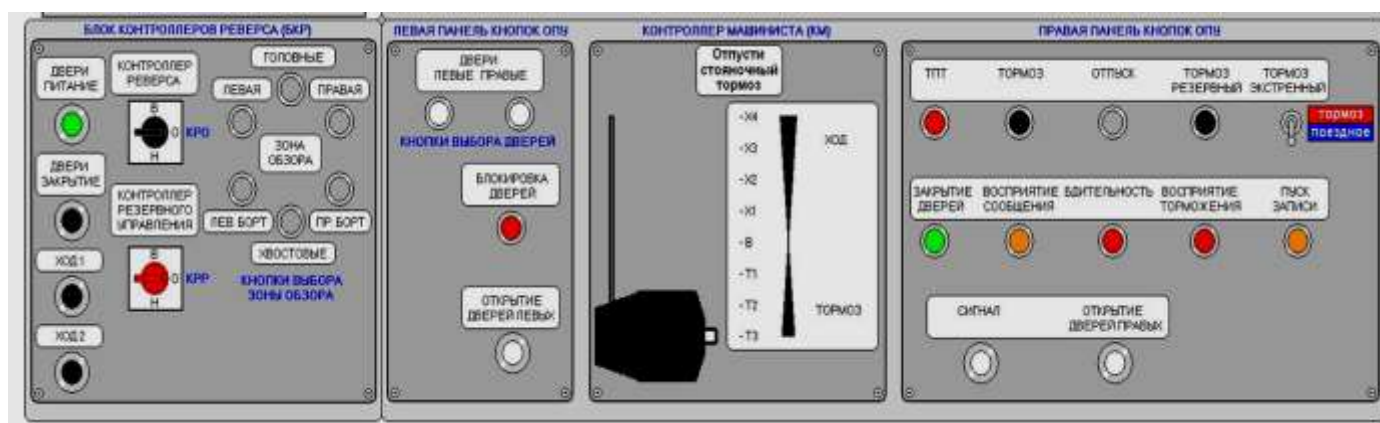 БЛОК КОНТРОЛЛЕРОВ РЕВЕРСА (БКР)
ДВЕРИ
ПИТАНИЕ
КОНТРОЛЛЕР
РЕВЕРСА
В
О
Н
КРО
ГОЛОВНЫЕ
ЛЕВАЯ
ПРАВАЯ
ЗОНА
ОБЗОРА
ДВЕРИ
ЗАКРЫТИЕ
КОНТРОЛЛЕР
РЕЗЕРВНОГО
УПРАВЛЕНИЯ
В
О
Н
КРР
ЛЕВ БОРТ
ПР БОРТ
ХВОСТОВЫЕ
КНОПКИ ВЫБОРА
ЗОНЫ ОБЗОРА
ХОД 1
ХОД 2
ЛЕВАЯ ПАНЕЛЬ КНОПОК ОПУ
ДВЕРИ
ЛЕВЫЕ ПРАВЫЕ
КНОПКИ ВЫБОРА ДВЕРЕЙ
БЛОКИРОВКА
ДВЕРЕЙ
ОТКРЫТИЕ
ДВЕРЕЙ ЛЕВЫХ
КОНТРОЛЛЕР МАШИНИСТА (КМ)
Отпусти
стояночный
тормоз
-Х4
-Х3
-Х2
-Х1
-В
-Т1
-Т2
-Т3
ХОД
ТОРМОЗ
ПРАВАЯ ПАНЕЛЬ КНОПОК ОПУ
ТПТ
ТОРМОЗ
ОТПУСК
ТОРМОЗ
РЕЗЕРВНЫЙ
ТОРМОЗ
ЭКСТРЕННЫЙ
тормоз
поездное
ЗАКРЫТИЕ
ДВЕРЕЙ
ВОСПРИЯТИЕ
СООБЩЕНИЯ
БДИТЕЛЬНОСТЬ
ВОСПРИЯТИЕ
ТОРМОЖЕНИЯ
ПУСК
ЗАПИСИ
СИГНАЛ
ОТКРЫТИЕ
ДВЕРЕЙ ПРАВЫХ